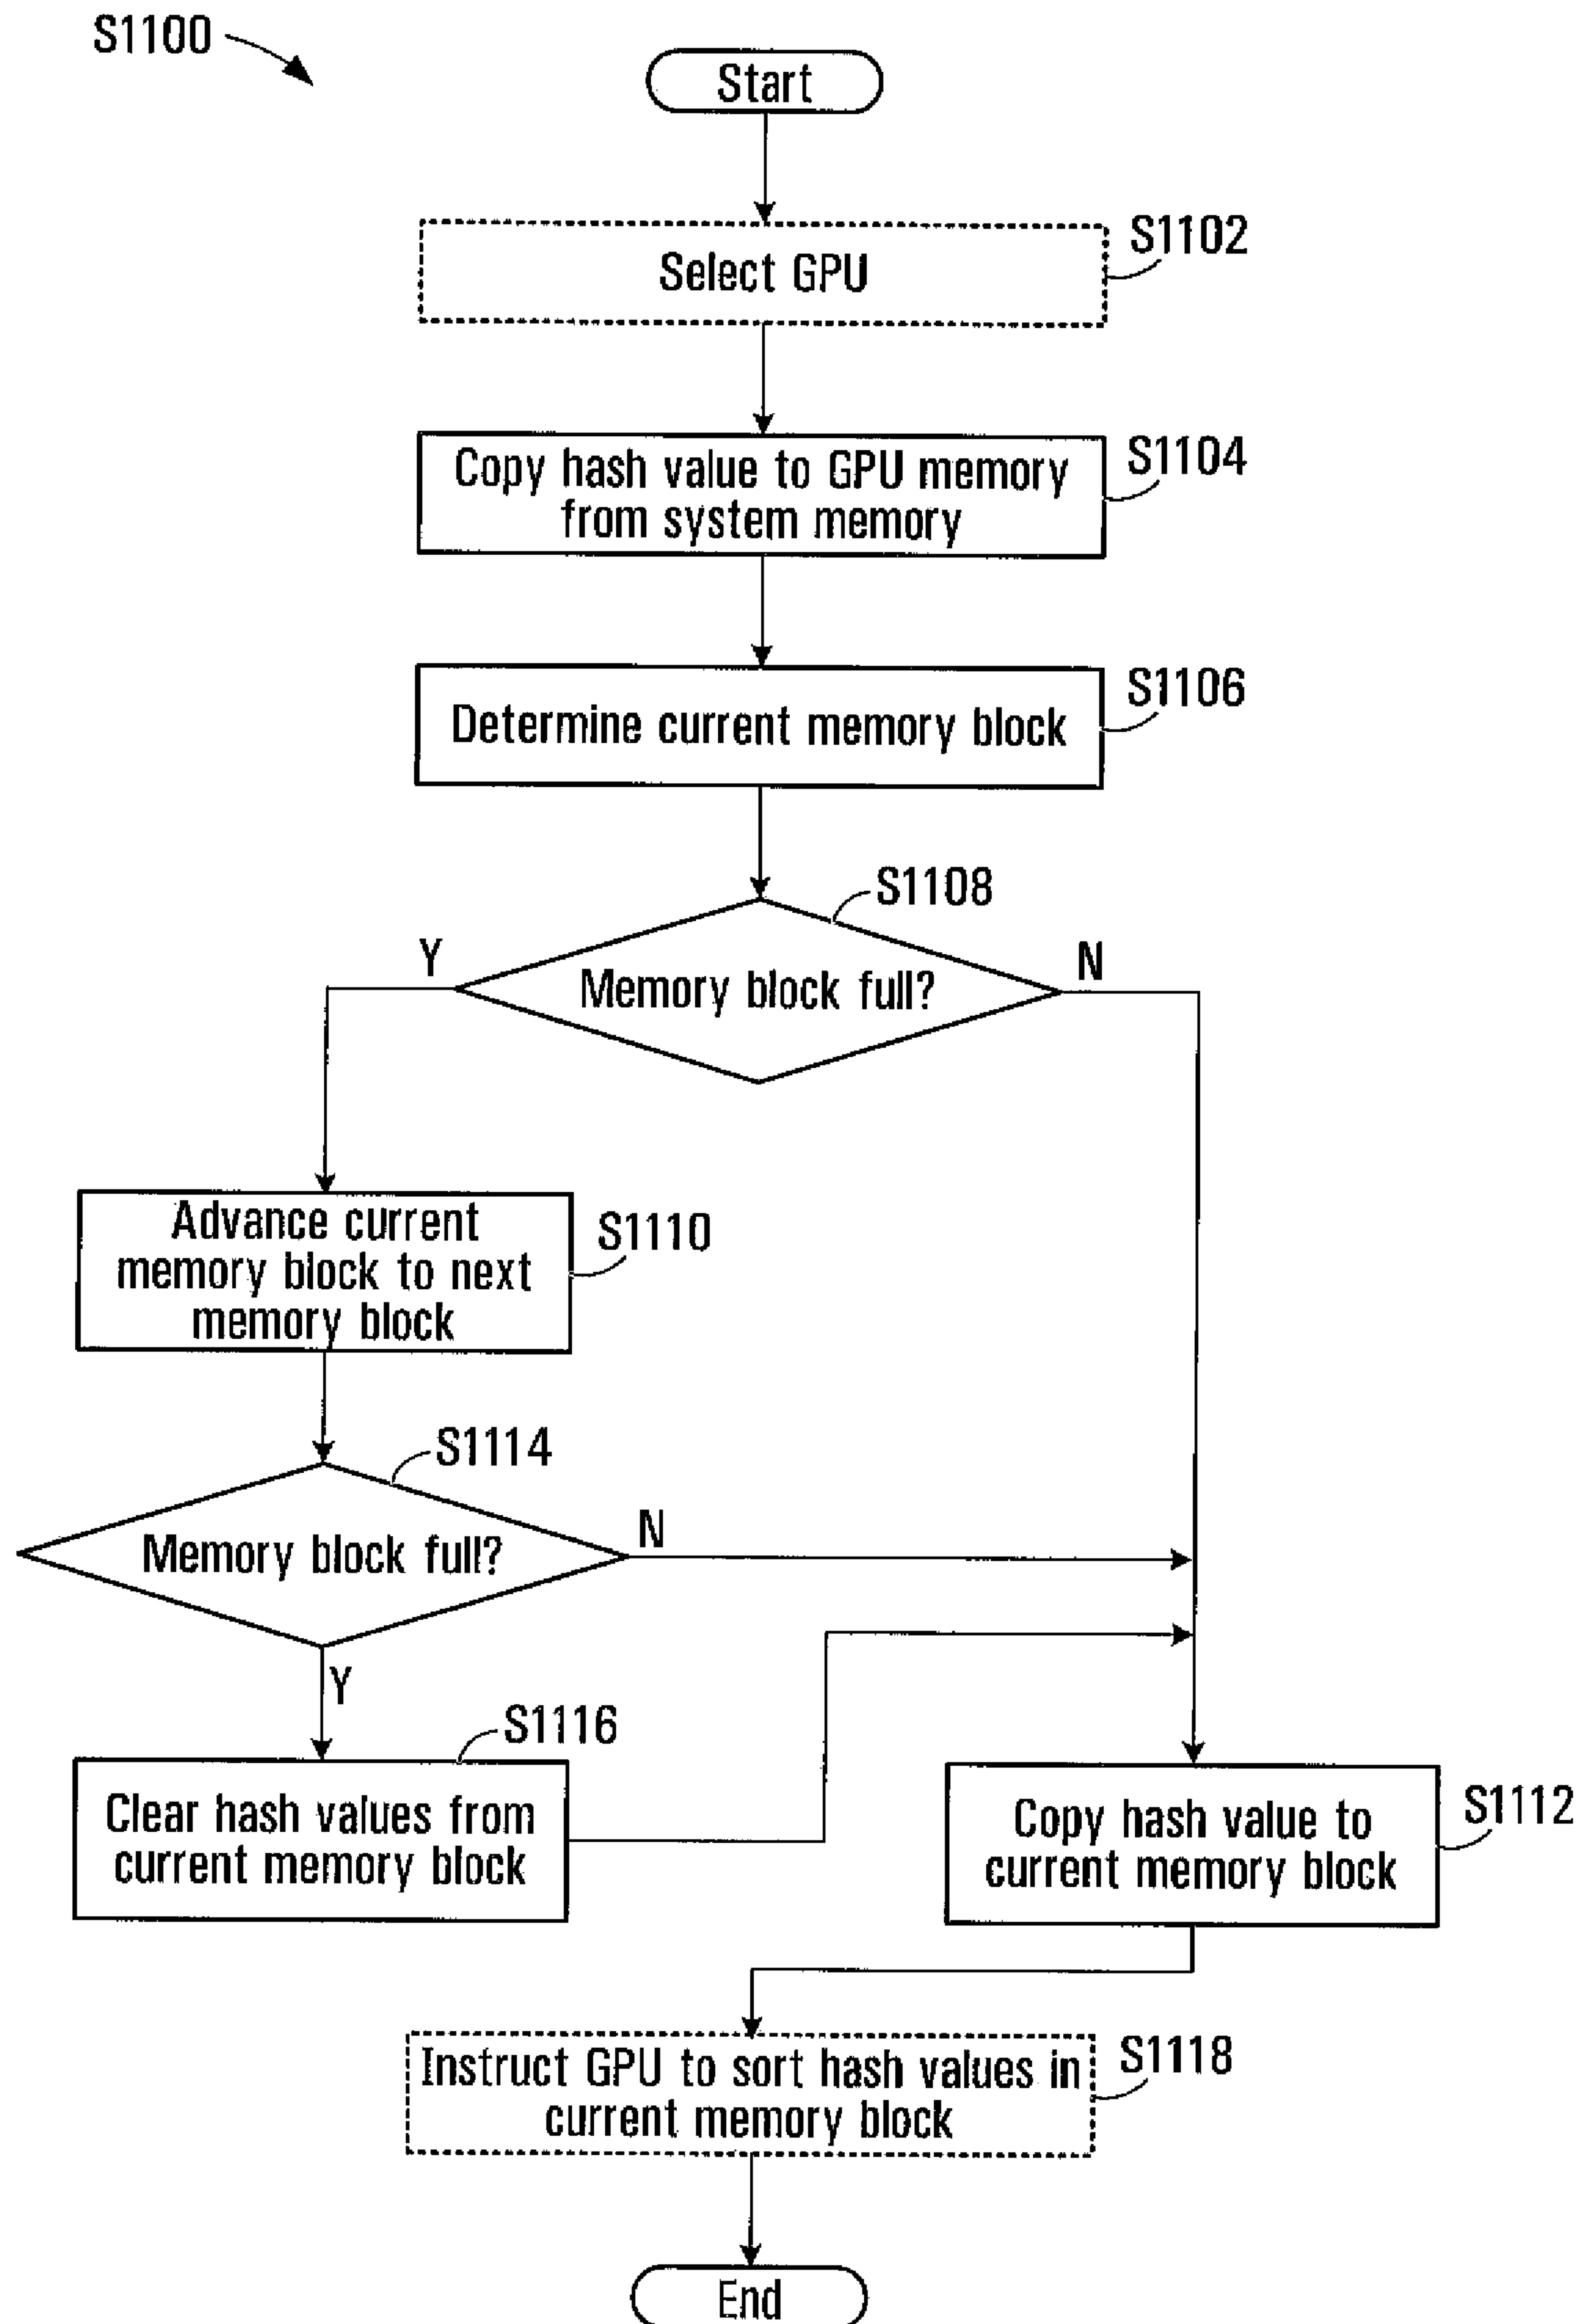 S1100
Start
S1102
Select GPU
S1104
Copy hash value to GPU memory
from system memory
S1106
Determine current memory block
S1108
Y
N
Memory block full?
Advance current
memory block to next
memory block
S1110
S1114
N
Memory block full?
Y
S1116
Clear hash values from
current memory block
S1112
Copy hash value to
current memory block
S1118
Instruct GPU to sort hash values in
current memory block
End